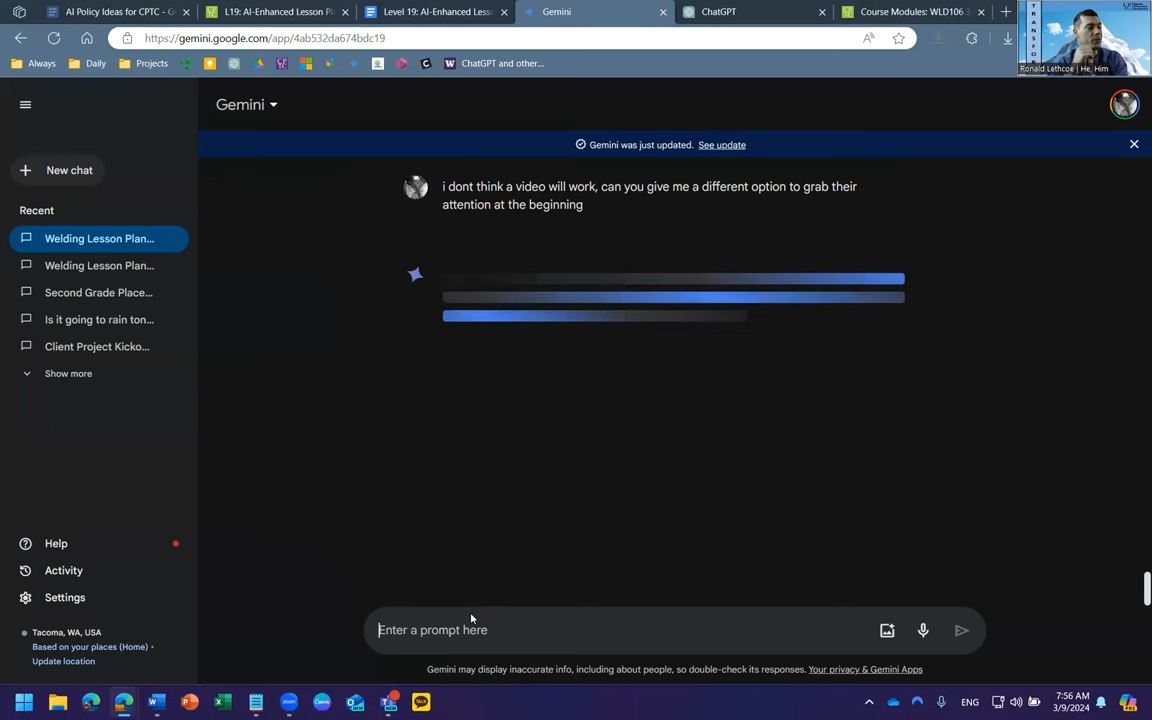 AI Policy Ideas for CPTC - G
L19: AI-Enhanced Lesson Pl
Level 19: AI-Enhanced Less
Gemini
ChatGPT
Course Modules: WLD106
https://gemini.google.com/app/4ab532da674bdc19
Always
Daily
Projects
ChatGPT and other...
TRANSFOR
Ronald Lethcoe | He, Him
Gemini
Gemini was just updated. See update
New chat
i dont think a video will work, can you give me a different option to grab their
attention at the beginning
Recent
Welding Lesson Plan...
Welding Lesson Plan...
Second Grade Place...
Is it going to rain ton...
Client Project Kicko...
Show more
Help
Activity
Settings
Enter a prompt here
Tacoma, WA, USA
Based on your places (Home) •
Update location
Gemini may display inaccurate info, including about people, so double-check its responses. Your privacy & Gemini Apps
TALK
ENG
7:56 AM
3/9/2024
PRE